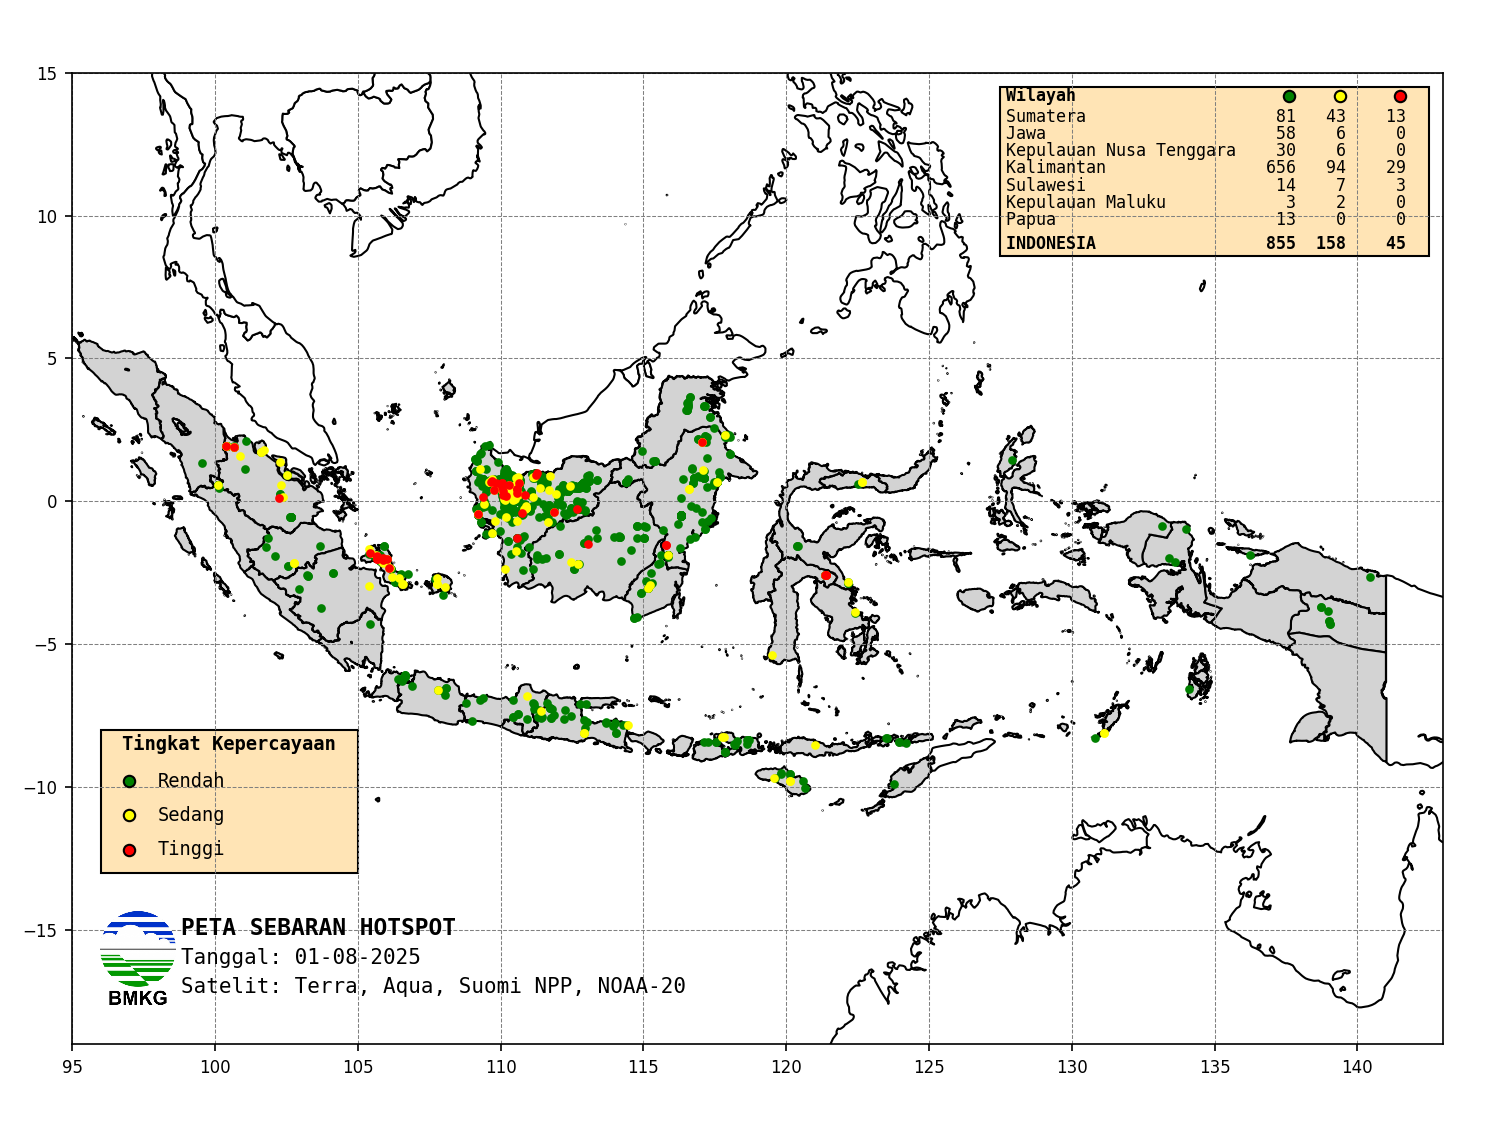 15
10
5
0
−5
−10
−15
Wilayah
Sumatera 81 43 13
Jawa 58 6 0
Kepulauan Nusa Tenggara 30 6 0
Kalimantan 656 94 29
Sulawesi 14 7 3
Kepulauan Maluku 3 2 0
Papua 13 0 0
INDONESIA 855 158 45
Tingkat Kepercayaan
Rendah
Sedang
Tinggi
PETA SEBARAN HOTSPOT
Tanggal: 01-08-2025
Satelit: Terra, Aqua, Suomi NPP, NOAA-20
BMKG
95 100 105 110 115 120 125 130 135 140